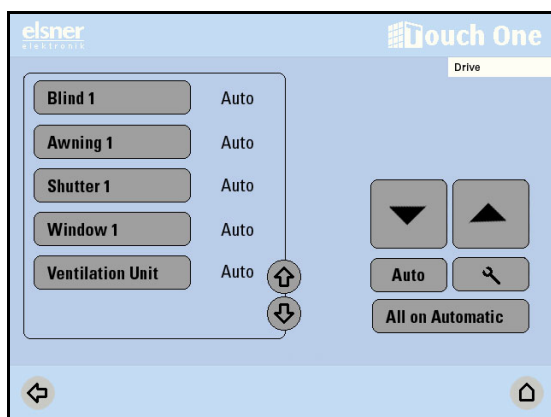 elsner
elektronik
Touch One
Drive
Blind 1 Auto
Awning 1 Auto
Shutter 1 Auto
Window 1 Auto
Ventilation Unit Auto
Auto
All on Automatic